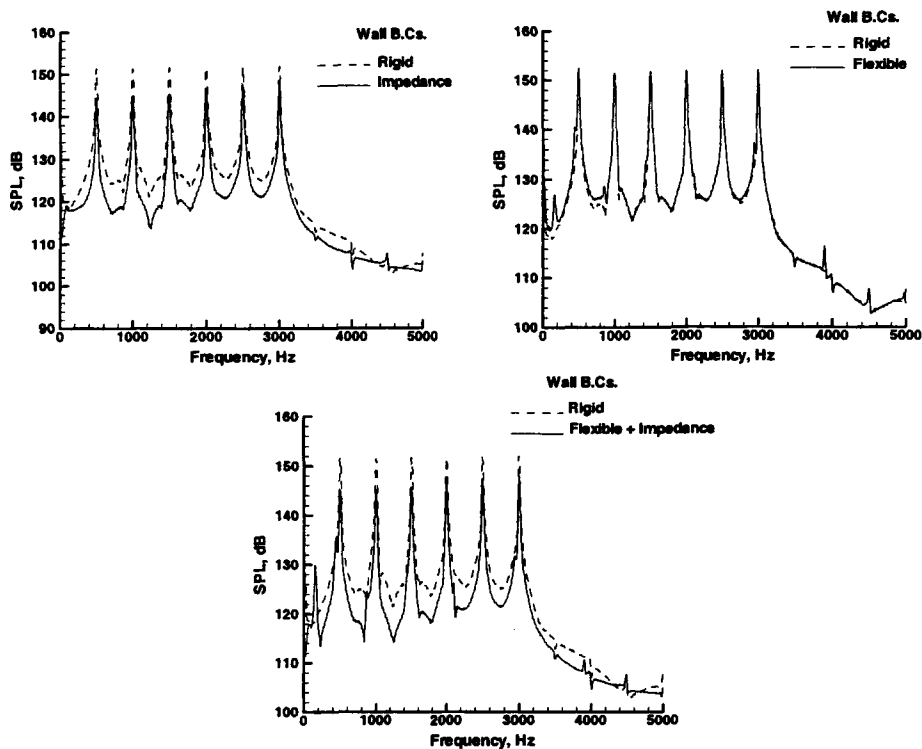 Wall B.Cs.
Rigid
Impedance
160
150
140
130
120
110
100
90
SPL, dB
0
1000
2000
3000
4000
5000
Frequency, Hz
Wall B.Cs.
Rigid
Flexible
160
150
140
130
120
110
100
SPL, dB
0
1000
2000
3000
4000
5000
Frequency, Hz
Wall B.Cs.
Rigid
Flexible + Impedance
160
150
140
130
120
110
100
SPL, dB
0
1000
2000
3000
4000
5000
Frequency, Hz